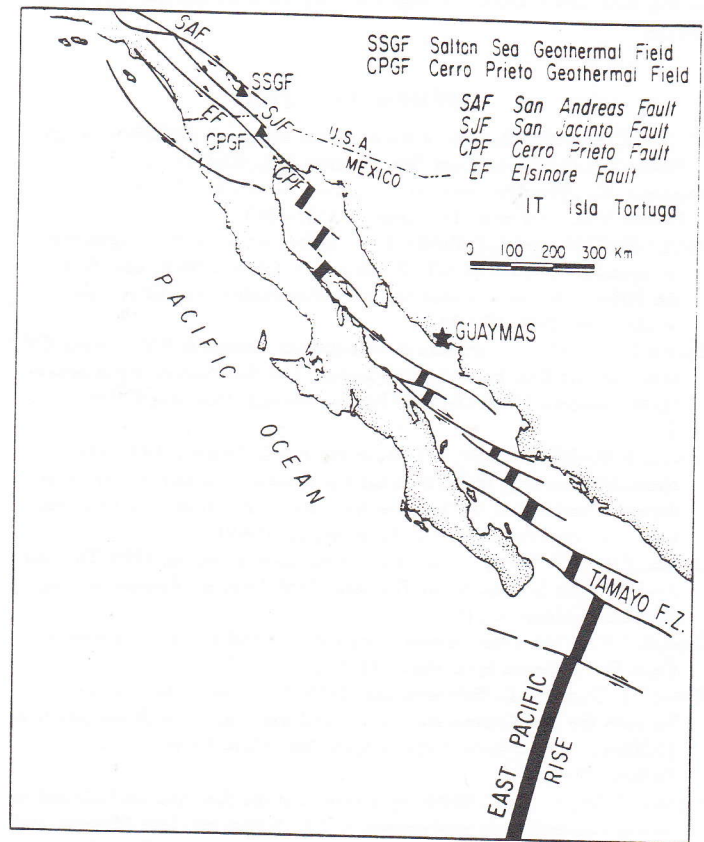 SAF
SSGF Salton Sea Geothermal Field
CPGF Cerro Prieto Geothermal Field
SSGF
SAF San Andreas Fault
EF
SJF
SJF San Jacinto Fault
CPGF
U.S.A.
CPF Cerro Prieto Fault
MEXICO
EF Elsinore Fault
CPF
IT Isla Tortuga
0 100 200 300 Km
PACIFIC
OCEAN
GUAYMAS
TAMAYO F.Z.
EAST PACIFIC
RISE